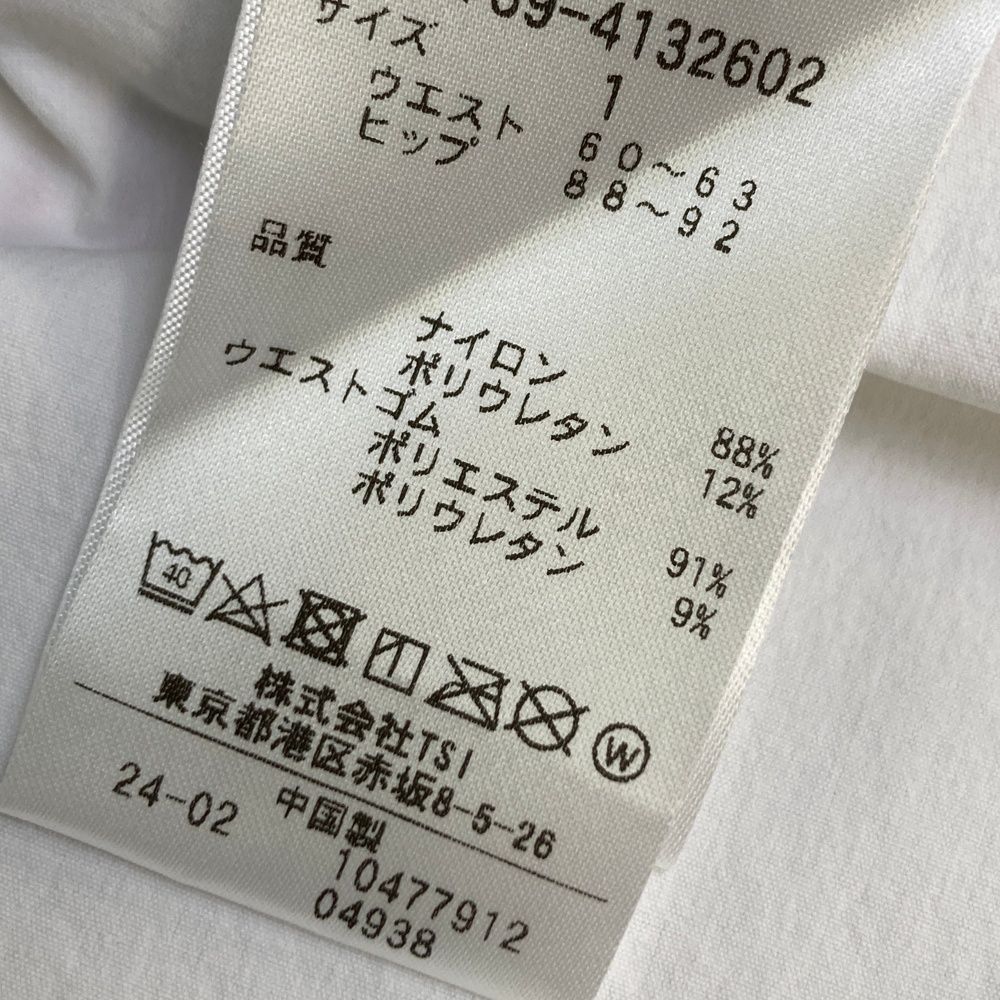 69-4132602
サイズ 1
ウエスト 60~63
ヒップ 88~92
品質
ナイロン 88%
ポリウレタン 12%
ウエストゴム
ポリエステル 91%
ポリウレタン 9%
40
W
株式会社TSI
東京都港区赤坂8-5-26
24-02 中国製
10477912
04938